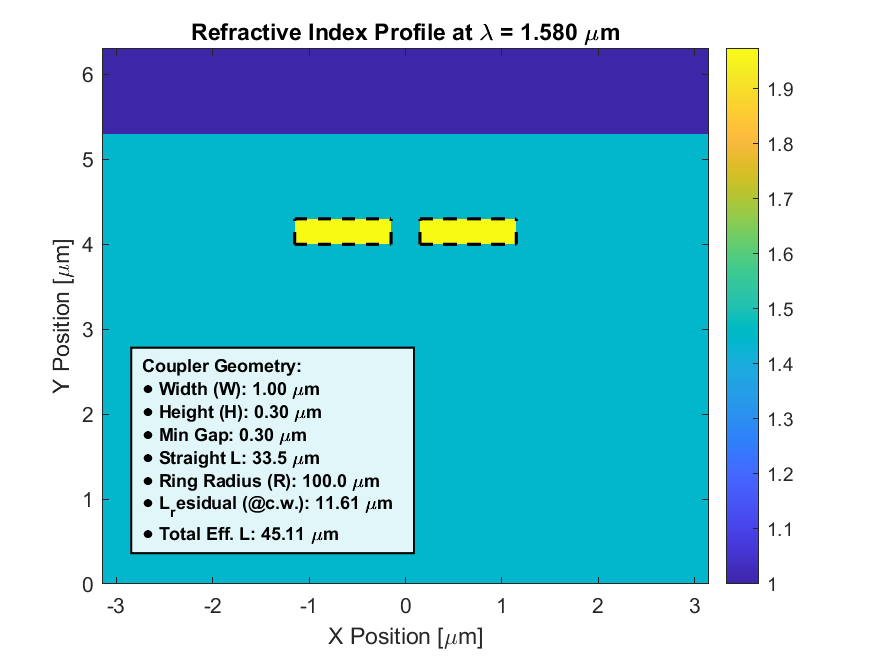 Refractive Index Profile at λ = 1.580 μm
6
5
4
3
2
1
0
Y Position [μm]
-3
-2
-1
0
1
2
3
X Position [μm]
1.9
1.8
1.7
1.6
1.5
1.4
1.3
1.2
1.1
1
Coupler Geometry:
● Width (W): 1.00 μm
● Height (H): 0.30 μm
● Min Gap: 0.30 μm
● Straight L: 33.5 μm
● Ring Radius (R): 100.0 μm
● Lresidual (@c.w.): 11.61 μm
● Total Eff. L: 45.11 μm